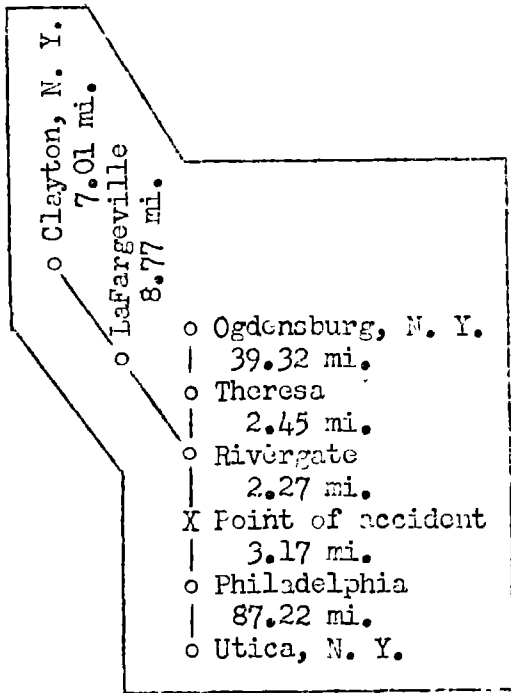 Clayton, N. Y.
7.01 mi.
LaFargeville
8.77 mi.
Ogdensburg, N. Y.
39.32 mi.
Theresa
2.45 mi.
Rivergate
2.27 mi.
X Point of accident
3.17 mi.
Philadelphia
87.22 mi.
Utica, N. Y.